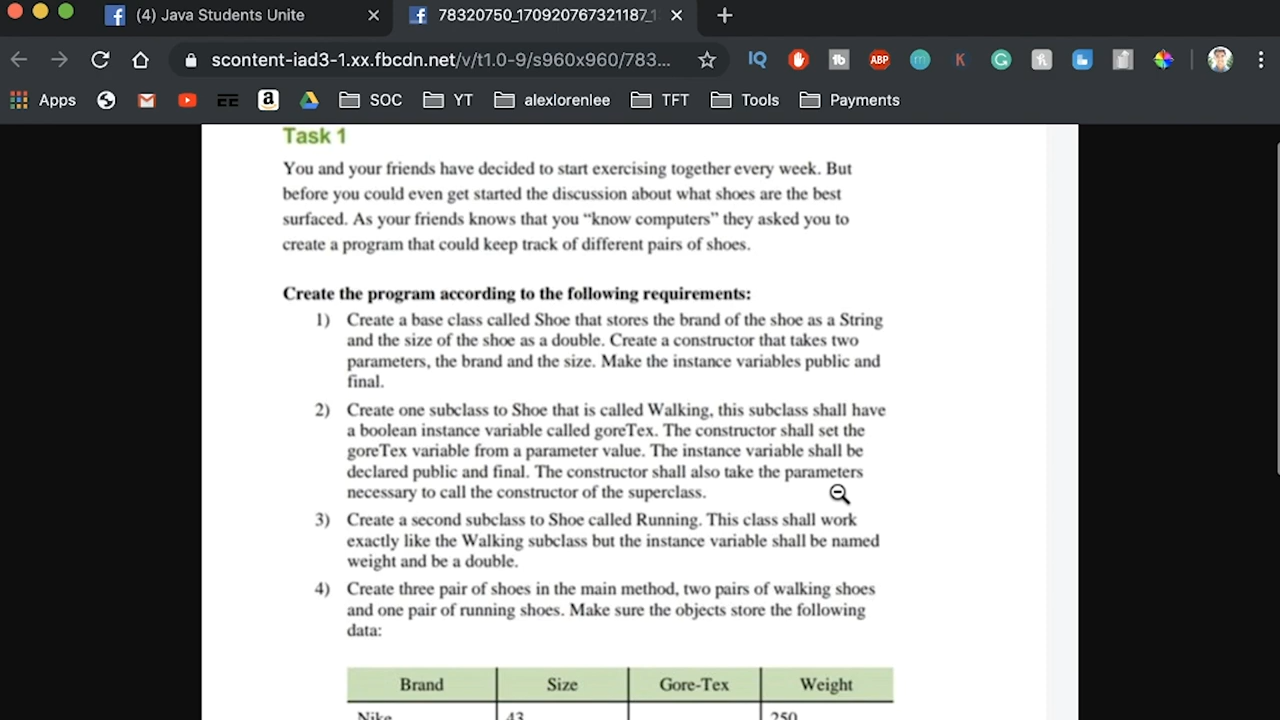 (4) Java Students Unite
78320750_170920767321187_1
scontent-iad3-1.xx.fbcdn.net/v/t1.0-9/s960x960/783...
Apps SOC YT alexlorenlee TFT Tools Payments
Task 1
You and your friends have decided to start exercising together every week. But
before you could even get started the discussion about what shoes are the best
surfaced. As your friends knows that you “know computers” they asked you to
create a program that could keep track of different pairs of shoes.
Create the program according to the following requirements:
1) Create a base class called Shoe that stores the brand of the shoe as a String
and the size of the shoe as a double. Create a constructor that takes two
parameters, the brand and the size. Make the instance variables public and
final.
2) Create one subclass to Shoe that is called Walking, this subclass shall have
a boolean instance variable called goreTex. The constructor shall set the
goreTex variable from a parameter value. The instance variable shall be
declared public and final. The constructor shall also take the parameters
necessary to call the constructor of the superclass.
3) Create a second subclass to Shoe called Running. This class shall work
exactly like the Walking subclass but the instance variable shall be named
weight and be a double.
4) Create three pair of shoes in the main method, two pairs of walking shoes
and one pair of running shoes. Make sure the objects store the following
data:
Brand Size Gore-Tex Weight
Nike 43 250